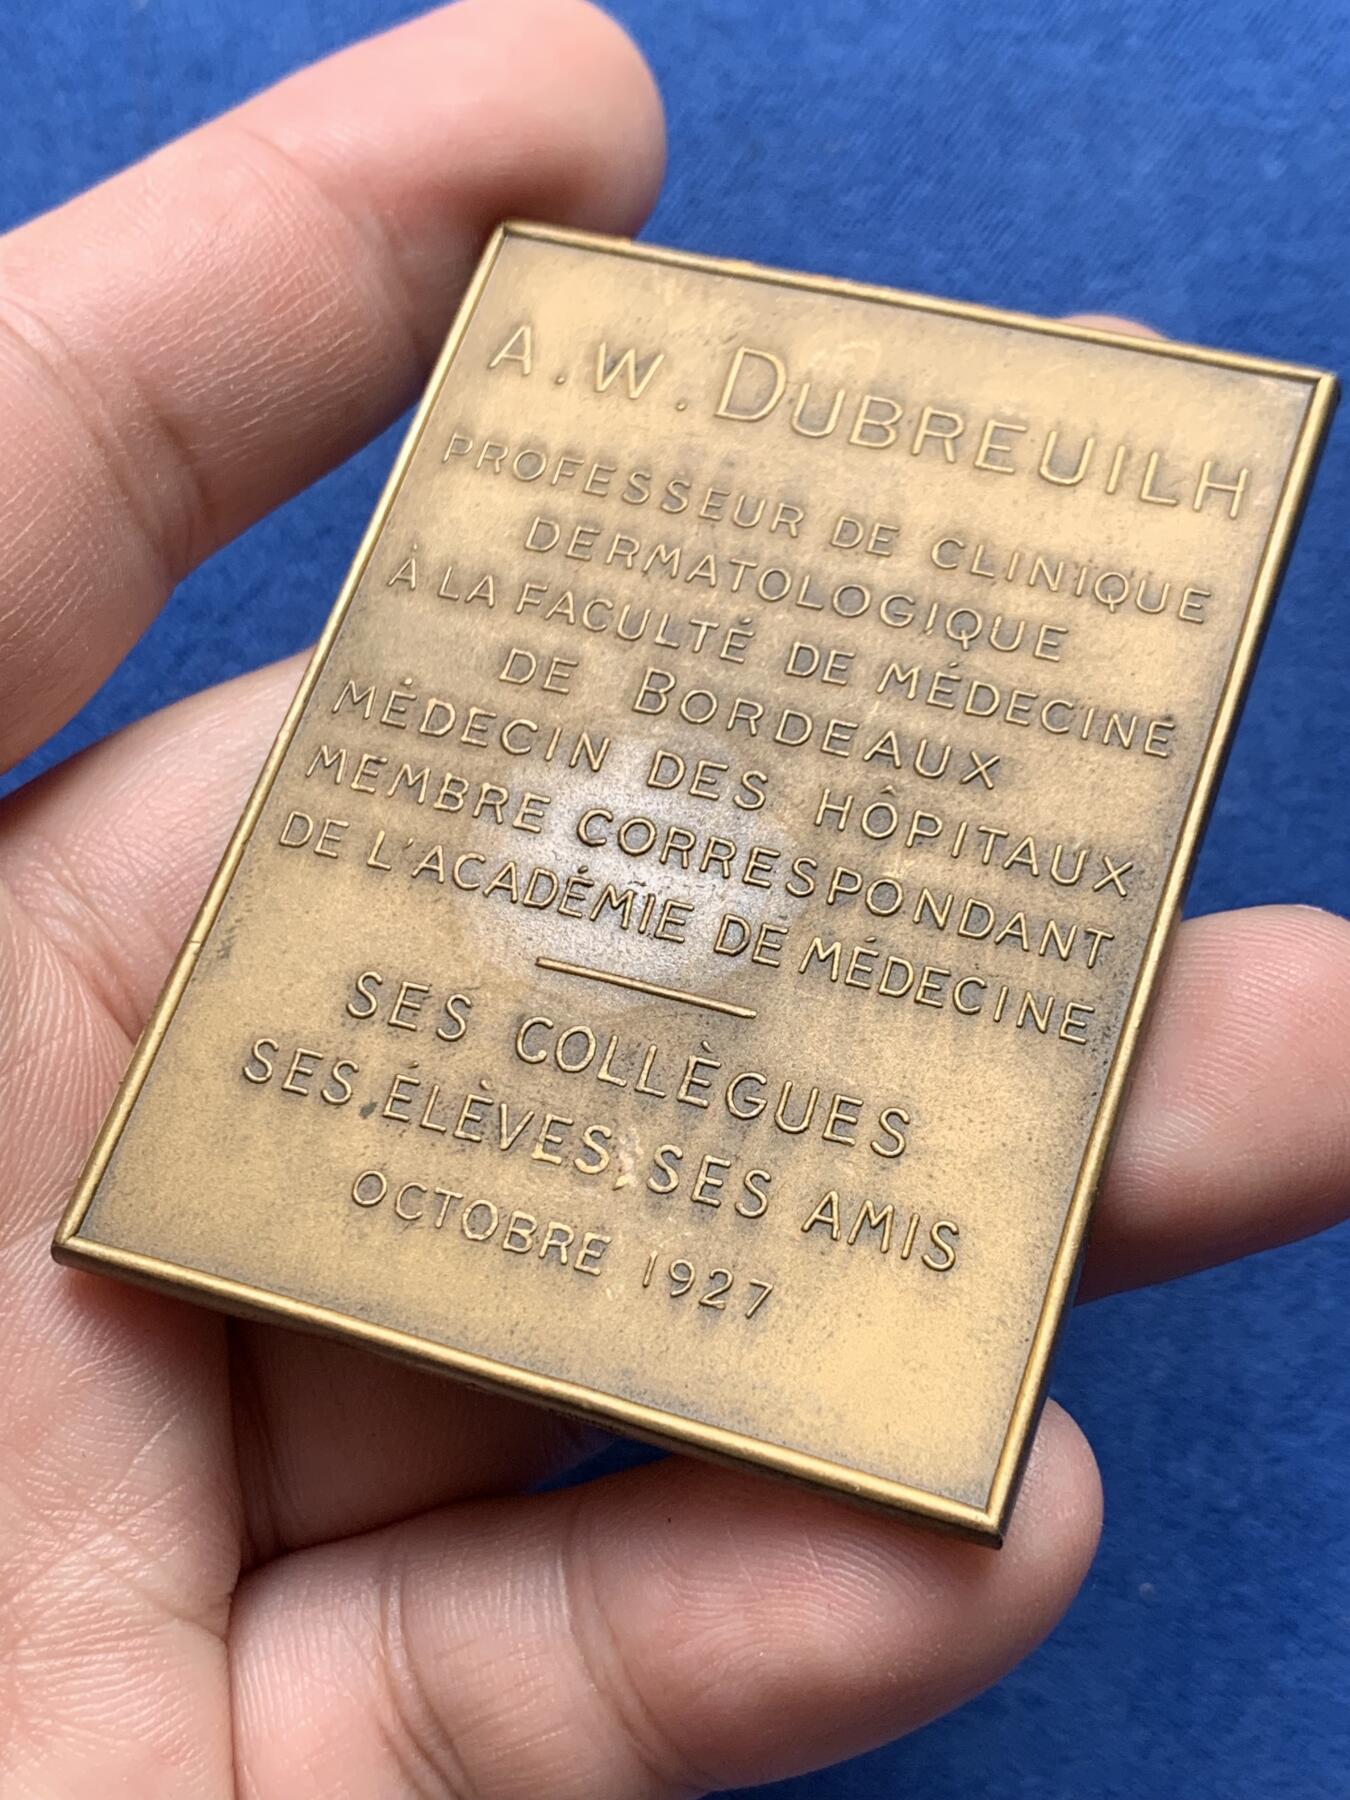 A. W. DUBREUILH
PROFESSEUR DE CLINIQUE
DERMATOLOGIQUE
À LA FACULTÉ DE MÉDECINE
DE BORDEAUX
MÉDECIN DES HÔPITAUX
MEMBRE CORRESPONDANT
DE L'ACADÉMIE DE MÉDECINE
SES COLLÈGUES
SES ÉLÈVES, SES AMIS
OCTOBRE 1927